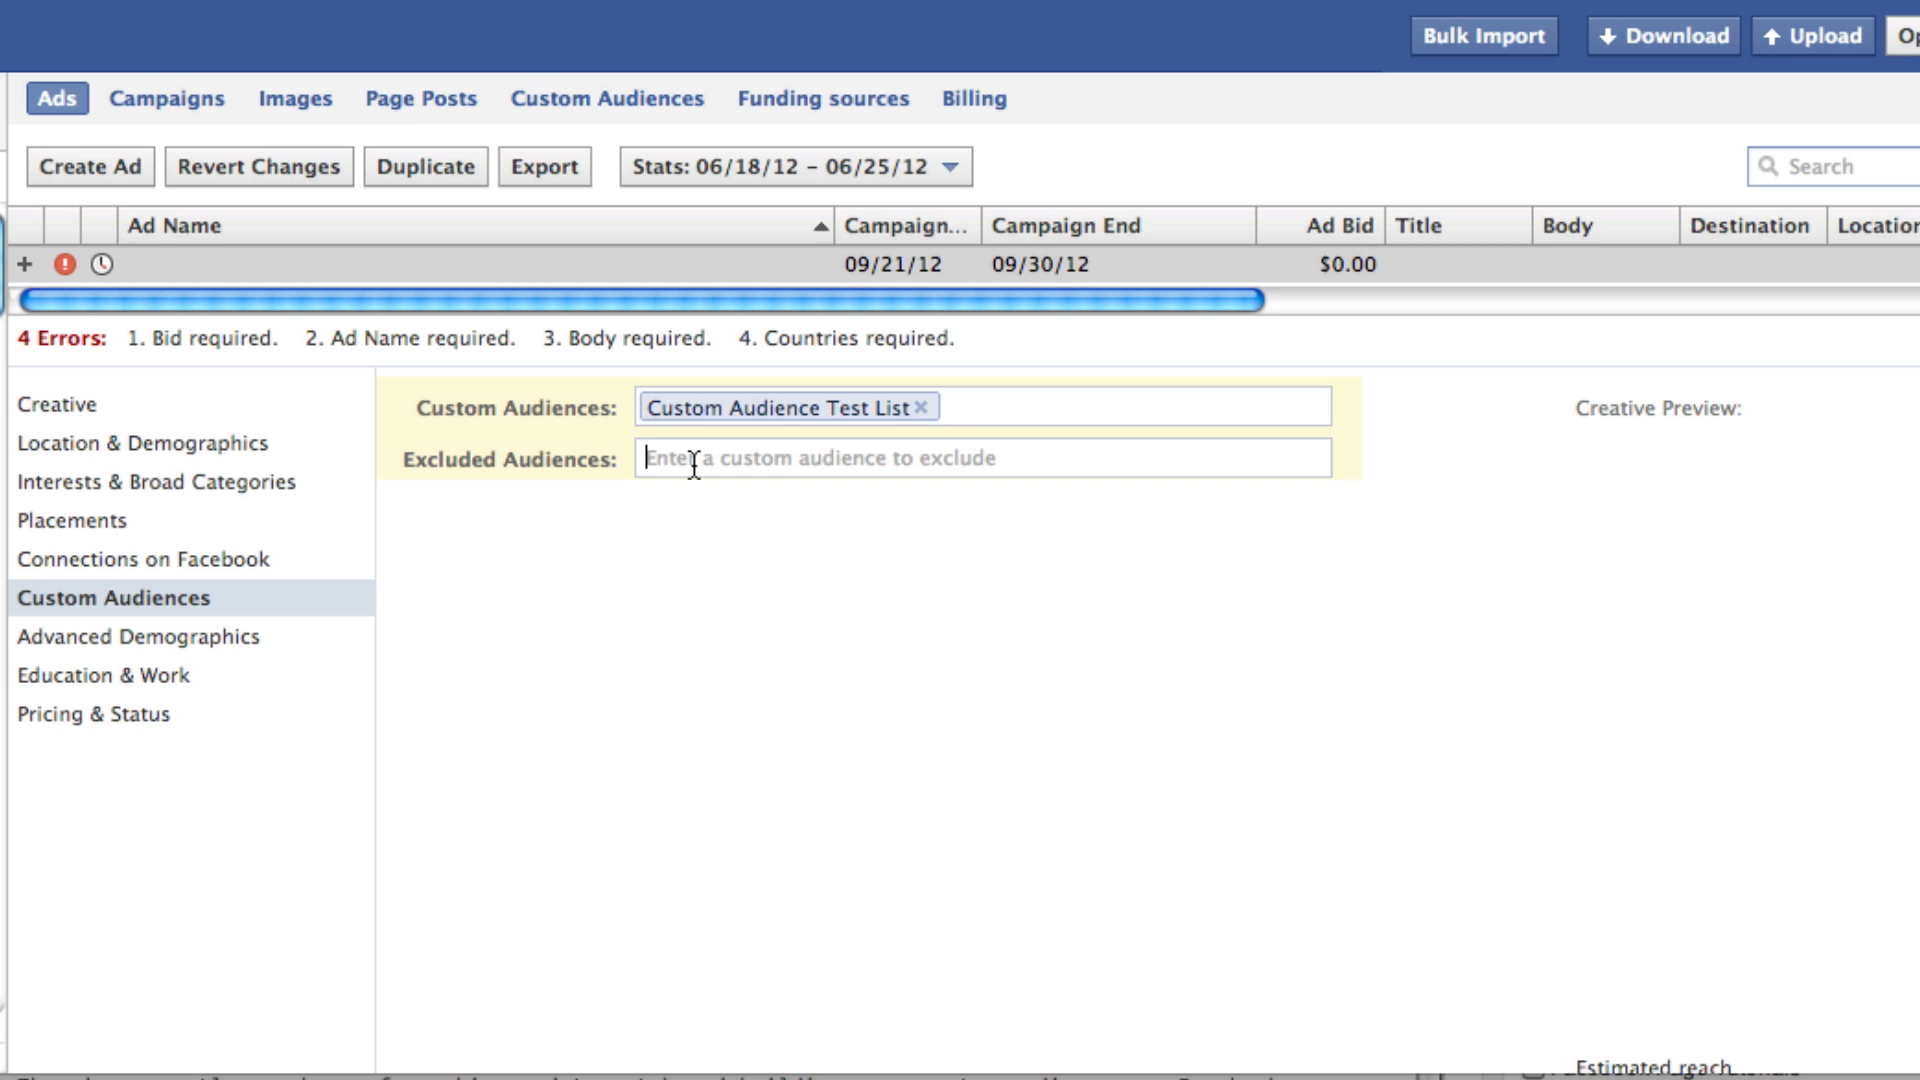 Bulk Import Download Upload
Ads Campaigns Images Page Posts Custom Audiences Funding sources Billing
Create Ad Revert Changes Duplicate Export Stats: 06/18/12 – 06/25/12 Search
Ad Name Campaign... Campaign End Ad Bid Title Body Destination Location
+ 09/21/12 09/30/12 $0.00
4 Errors: 1. Bid required. 2. Ad Name required. 3. Body required. 4. Countries required.
Creative
Location & Demographics
Interests & Broad Categories
Placements
Connections on Facebook
Custom Audiences
Advanced Demographics
Education & Work
Pricing & Status
Custom Audiences: Custom Audience Test List
Excluded Audiences: Enter a custom audience to exclude
Creative Preview:
Estimated reach